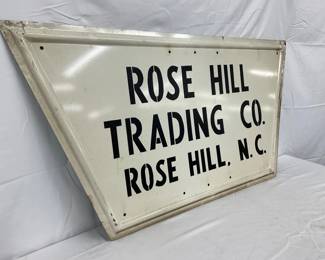 ROSE HILL
TRADING CO.
ROSE HILL, N.C.